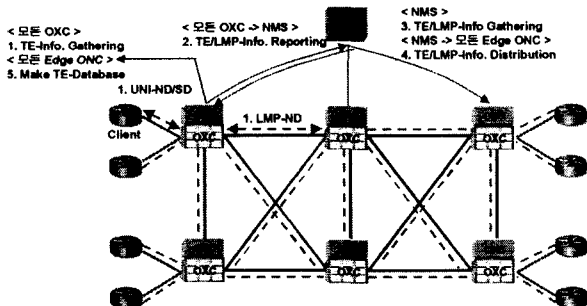 < 모든 OXC >
1. TE-Info. Gathering
< 모든 Edge ONC >
5. Make TE-Database
< 모든 OXC -> NMS >
2. TE/LMP-Info. Reporting
< NMS >
3. TE/LMP-Info Gathering
< NMS -> 모든 Edge ONC >
4. TE/LMP-Info. Distribution
1. UNI-ND/SD
1. LMP-ND
Client
OXC
OXC
OXC
OXC
OXC
OXC